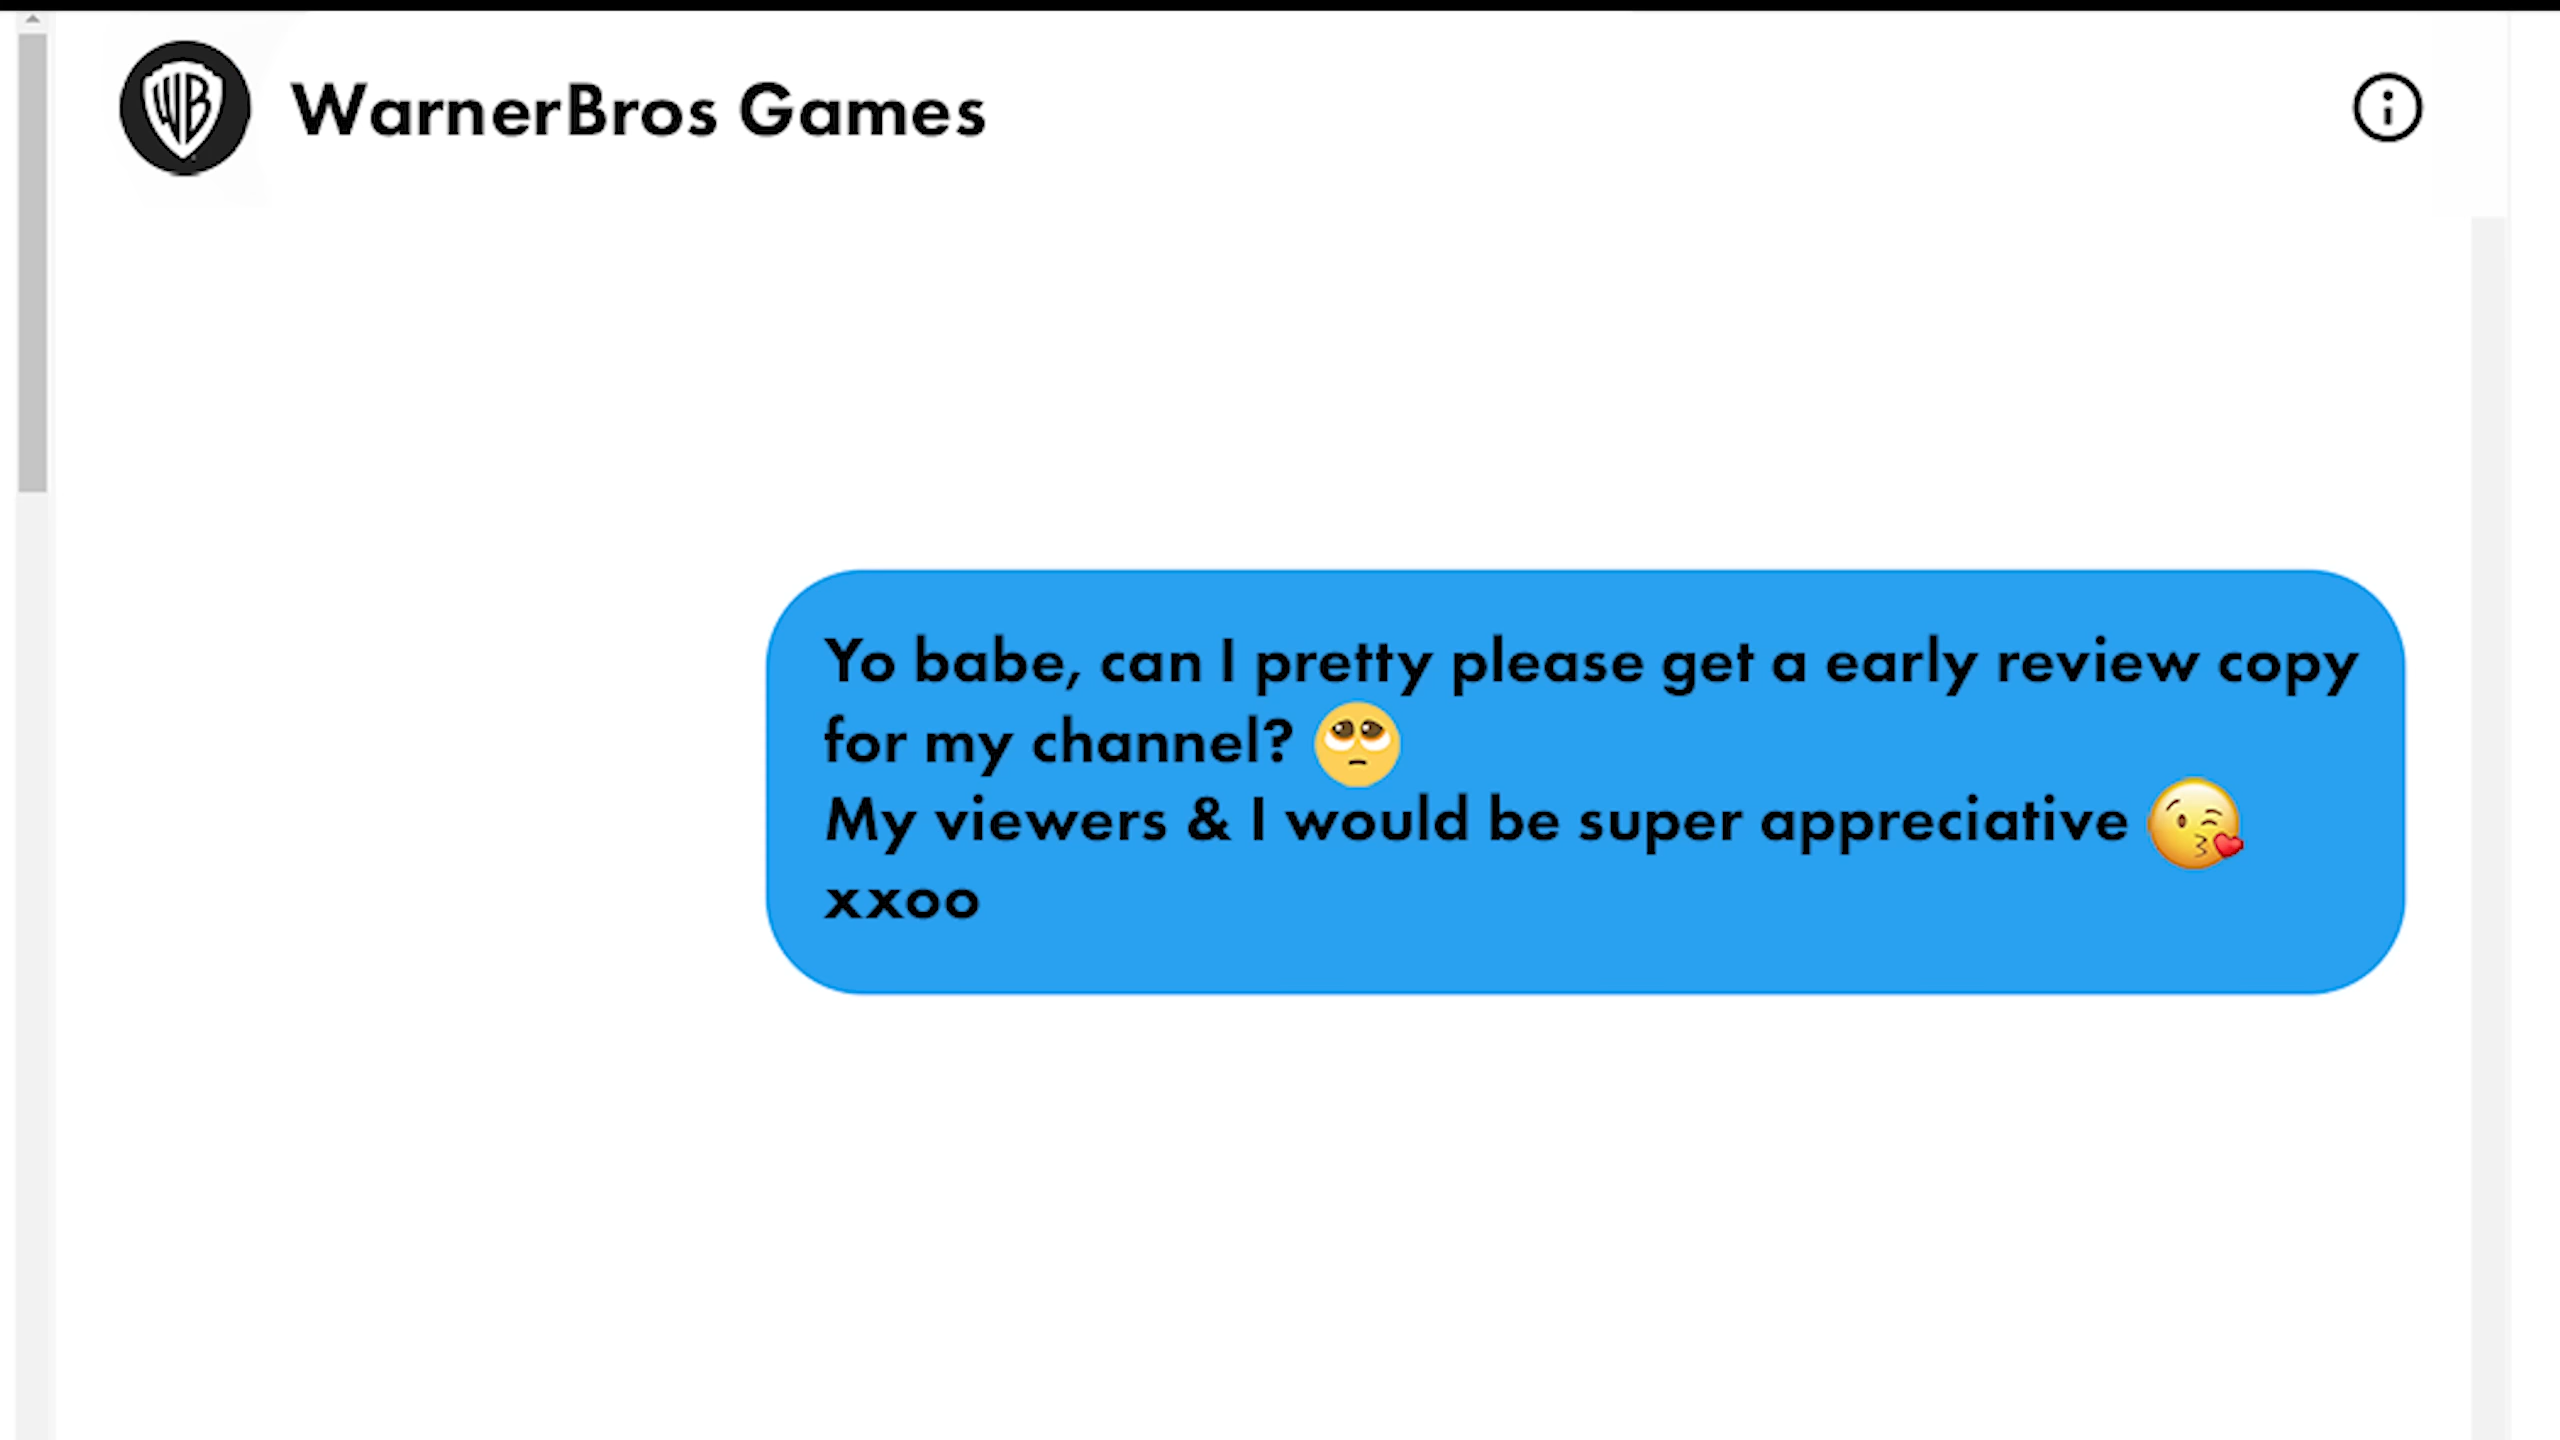 WB
WarnerBros Games
Yo babe, can I pretty please get a early review copy
for my channel? 🥺
My viewers & I would be super appreciative 😘
xxoo